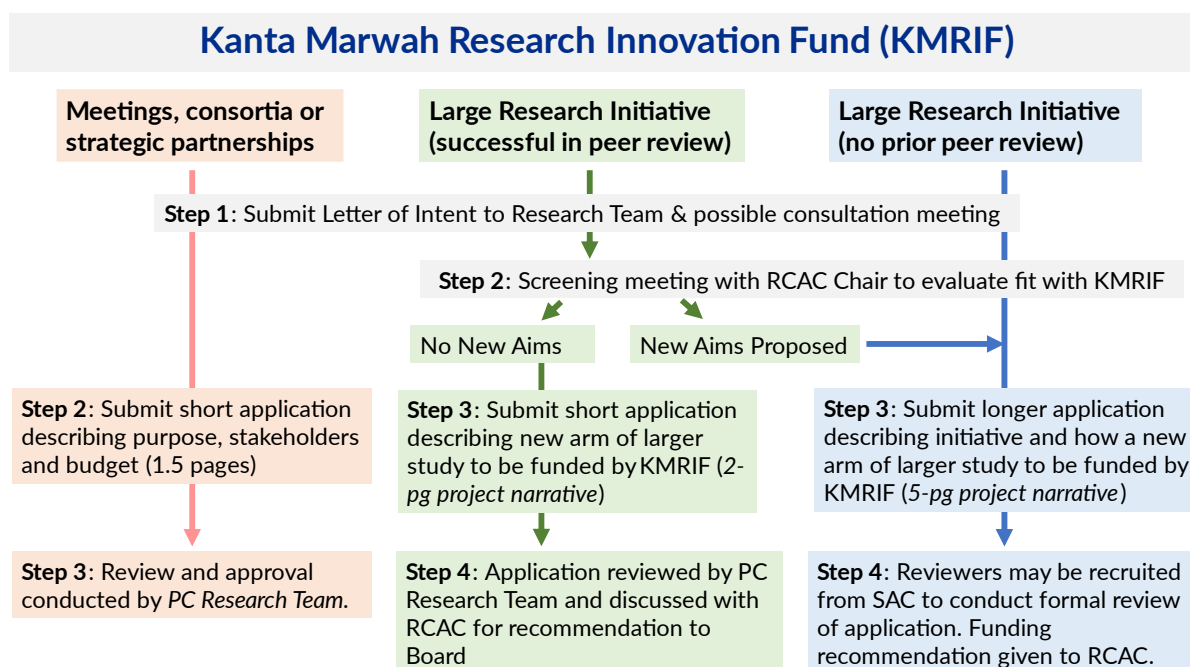 Kanta Marwah Research Innovation Fund (KMRIF)
Meetings, consortia or
strategic partnerships
Large Research Initiative
(successful in peer review)
Large Research Initiative
(no prior peer review)
Step 1: Submit Letter of Intent to Research Team & possible consultation meeting
Step 2: Screening meeting with RCAC Chair to evaluate fit with KMRIF
No New Aims
New Aims Proposed
Step 2: Submit short application
describing purpose, stakeholders
and budget (1.5 pages)
Step 3: Submit short application
describing new arm of larger
study to be funded by KMRIF (2-
pg project narrative)
Step 3: Submit longer application
describing initiative and how a new
arm of larger study to be funded by
KMRIF (5-pg project narrative)
Step 3: Review and approval
conducted by PC Research Team.
Step 4: Application reviewed by PC
Research Team and discussed with
RCAC for recommendation to
Board
Step 4: Reviewers may be recruited
from SAC to conduct formal review
of application. Funding
recommendation given to RCAC.